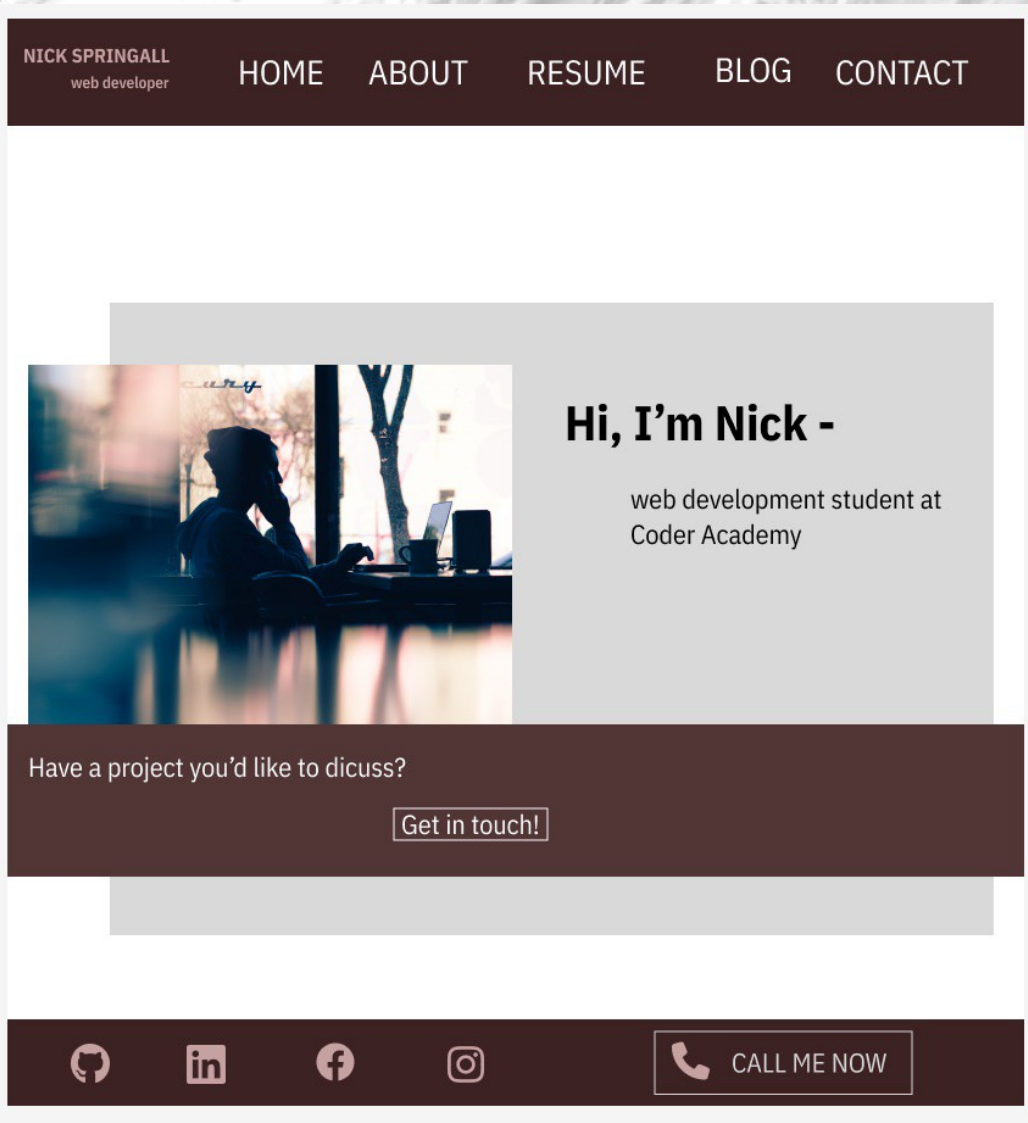 NICK SPRINGALL
web developer
HOME ABOUT RESUME BLOG CONTACT
Hi, I’m Nick -
web development student at
Coder Academy
Have a project you’d like to dicuss?
Get in touch!
in
CALL ME NOW